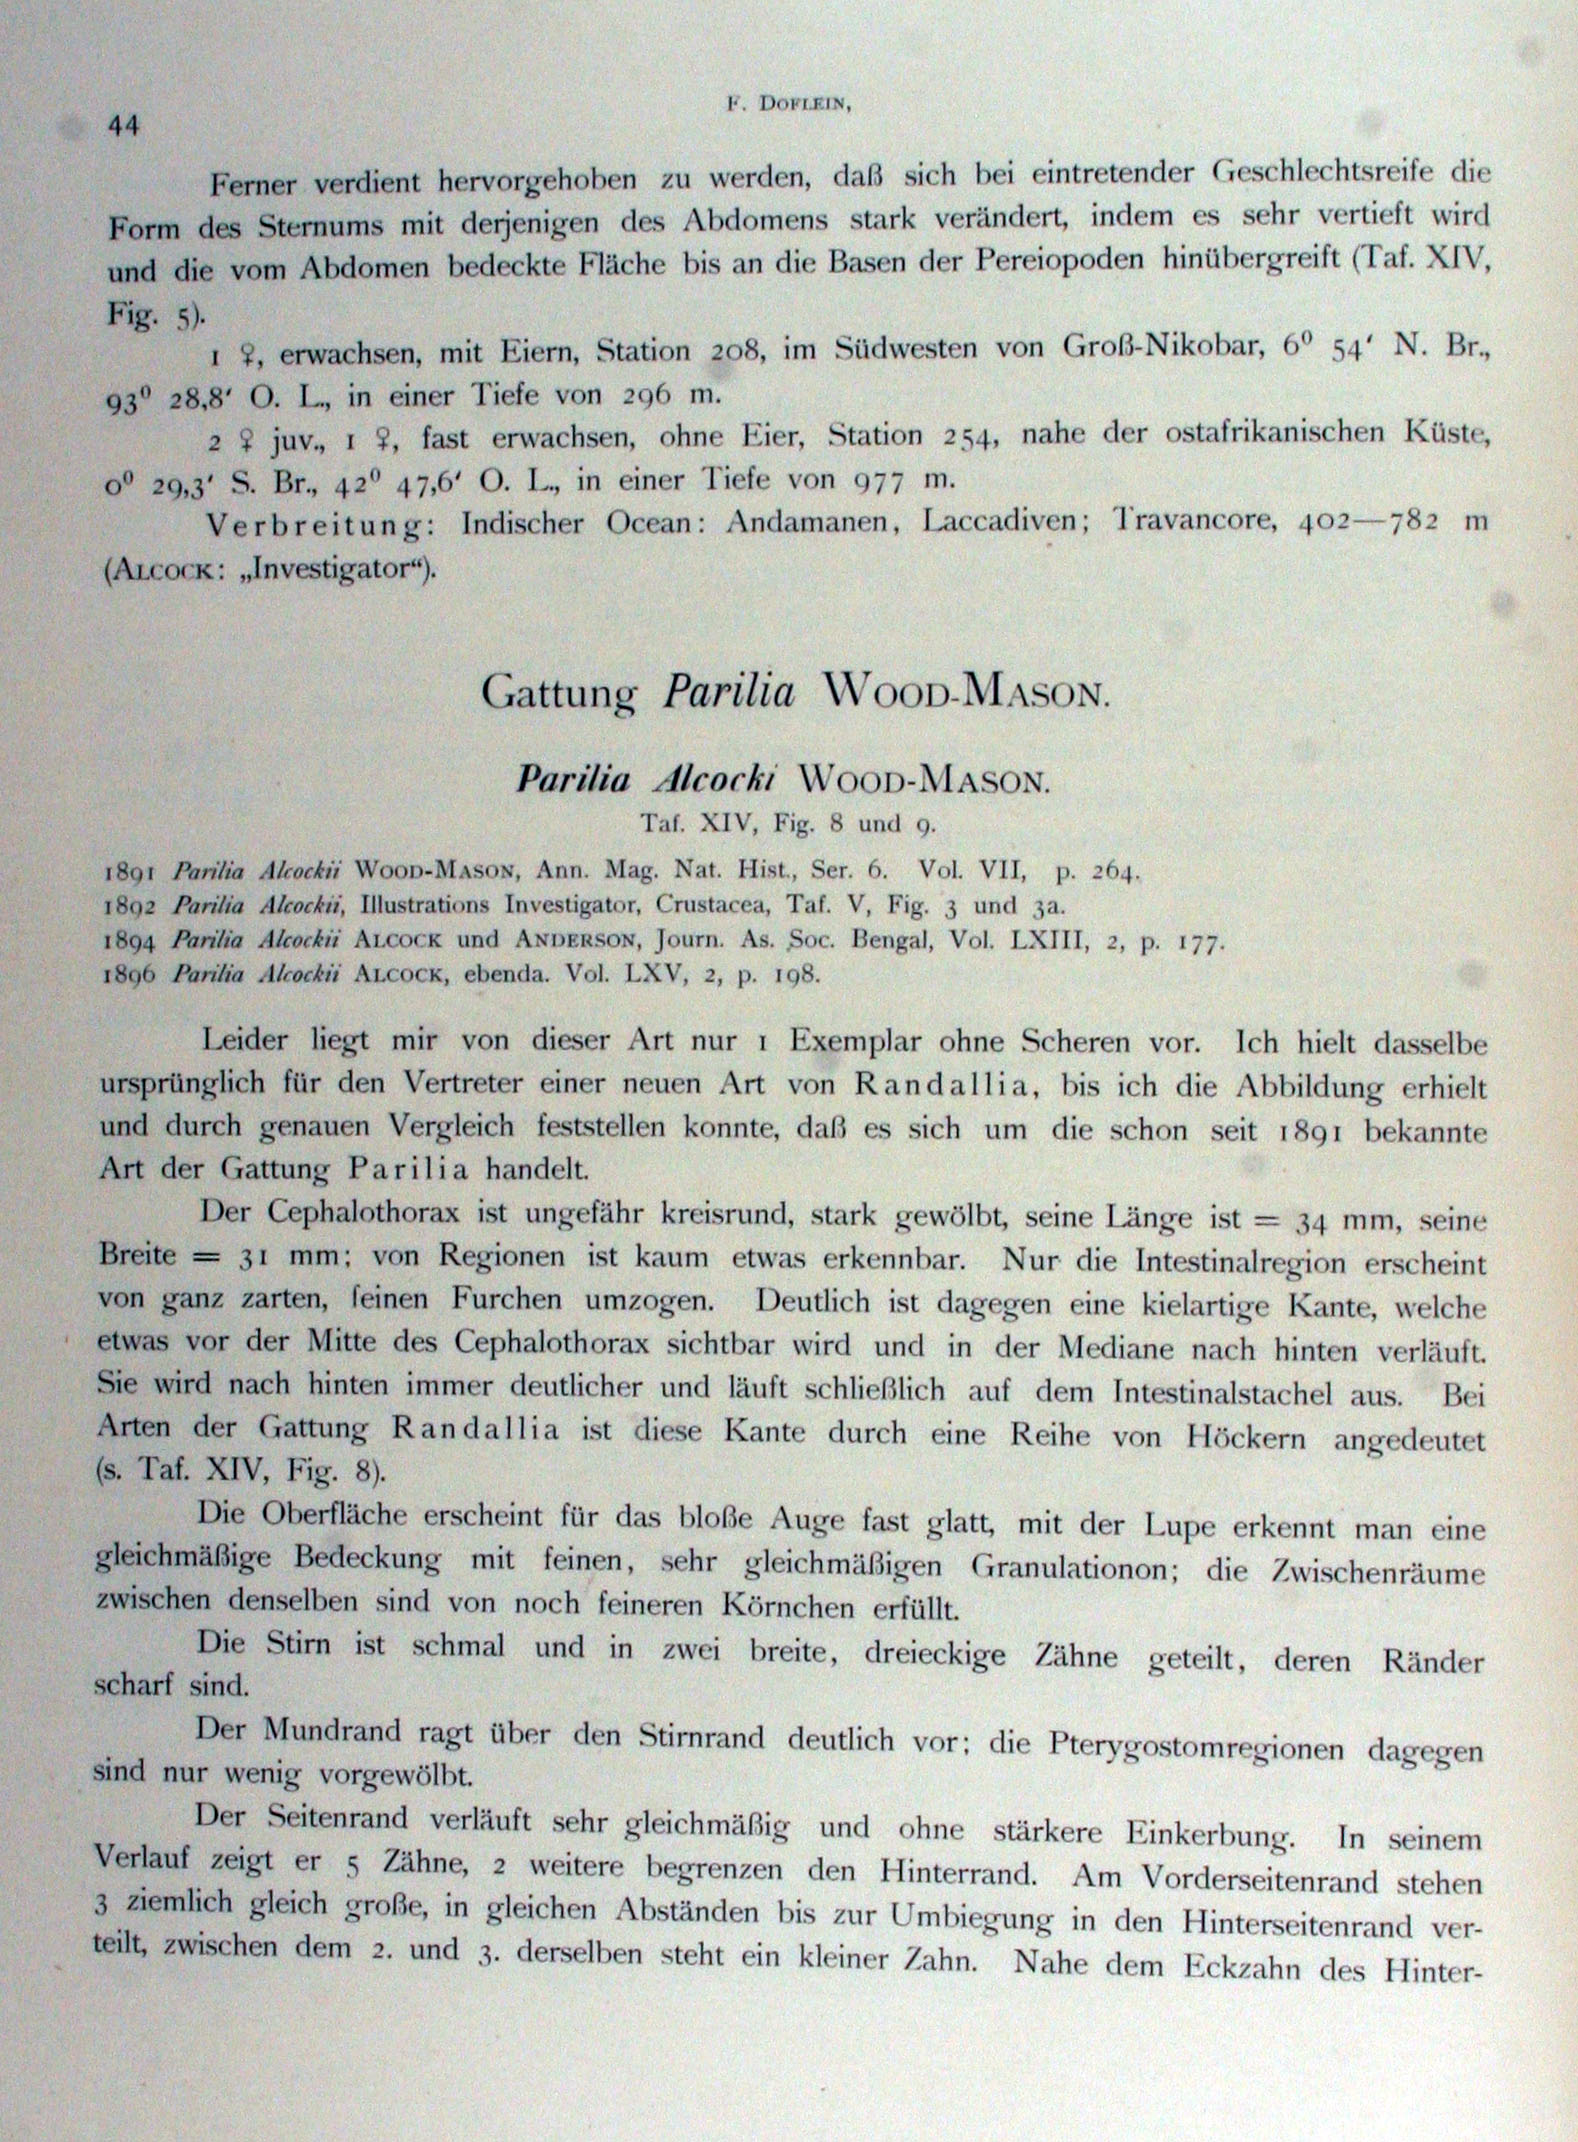 F. DOFLEIN,
44
Ferner verdient hervorgehoben zu werden, daß sich bei eintretender Geschlechtsreife die
Form des Sternums mit derjenigen des Abdomens stark verändert, indem es sehr vertieft wird
und die vom Abdomen bedeckte Fläche bis an die Basen der Pereiopoden hinübergreift (Taf. XIV,
Fig. 5).
1 ♀, erwachsen, mit Eiern, Station 208, im Südwesten von Groß-Nikobar, 6⁰ 54' N. Br.,
93⁰ 28,8' O. L., in einer Tiefe von 296 m.
2 ♀ juv., 1 ♀, fast erwachsen, ohne Eier, Station 254, nahe der ostafrikanischen Küste,
0⁰ 29,3' S. Br., 42⁰ 47,6' O. L., in einer Tiefe von 977 m.
Verbreitung: Indischer Ocean: Andamanen, Laccadiven; Travancore, 402—782 m
(ALCOCK: „Investigator“).
Gattung Parilia WOOD-MASON.
Parilia Alcocki WOOD-MASON.
Taf. XIV, Fig. 8 und 9.
1891 Parilia Alcockii WOOD-MASON, Ann. Mag. Nat. Hist., Ser. 6. Vol. VII, p. 264.
1892 Parilia Alcockii, Illustrations Investigator, Crustacea, Taf. V, Fig. 3 und 3a.
1894 Parilia Alcockii ALCOCK und ANDERSON, Journ. As. Soc. Bengal, Vol. LXIII, 2, p. 177.
1896 Parilia Alcockii ALCOCK, ebenda. Vol. LXV, 2, p. 198.
Leider liegt mir von dieser Art nur 1 Exemplar ohne Scheren vor. Ich hielt dasselbe
ursprünglich für den Vertreter einer neuen Art von Randallia, bis ich die Abbildung erhielt
und durch genauen Vergleich feststellen konnte, daß es sich um die schon seit 1891 bekannte
Art der Gattung Parilia handelt.
Der Cephalothorax ist ungefähr kreisrund, stark gewölbt, seine Länge ist = 34 mm, seine
Breite = 31 mm; von Regionen ist kaum etwas erkennbar. Nur die Intestinalregion erscheint
von ganz zarten, feinen Furchen umzogen. Deutlich ist dagegen eine kielartige Kante, welche
etwas vor der Mitte des Cephalothorax sichtbar wird und in der Mediane nach hinten verläuft.
Sie wird nach hinten immer deutlicher und läuft schließlich auf dem Intestinalstachel aus. Bei
Arten der Gattung Randallia ist diese Kante durch eine Reihe von Höckern angedeutet
(s. Taf. XIV, Fig. 8).
Die Oberfläche erscheint für das bloße Auge fast glatt, mit der Lupe erkennt man eine
gleichmäßige Bedeckung mit feinen, sehr gleichmäßigen Granulationon; die Zwischenräume
zwischen denselben sind von noch feineren Körnchen erfüllt.
Die Stirn ist schmal und in zwei breite, dreieckige Zähne geteilt, deren Ränder
scharf sind.
Der Mundrand ragt über den Stirnrand deutlich vor; die Pterygostomregionen dagegen
sind nur wenig vorgewölbt.
Der Seitenrand verläuft sehr gleichmäßig und ohne stärkere Einkerbung. In seinem
Verlauf zeigt er 5 Zähne, 2 weitere begrenzen den Hinterrand. Am Vorderseitenrand stehen
3 ziemlich gleich große, in gleichen Abständen bis zur Umbiegung in den Hinterseitenrand ver-
teilt, zwischen dem 2. und 3. derselben steht ein kleiner Zahn. Nahe dem Eckzahn des Hinter-